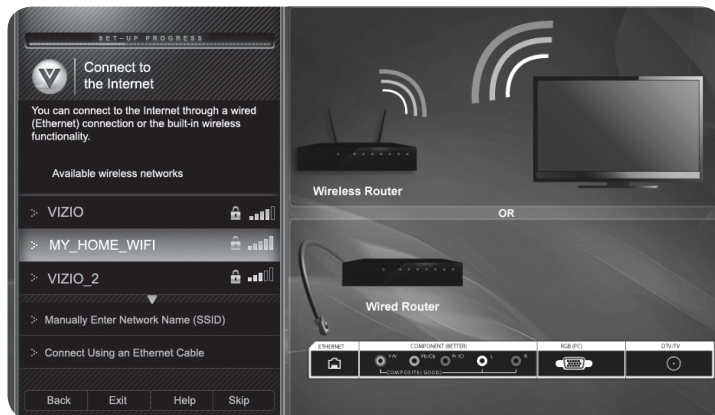 SET-UP PROGRESS
V
Connect to
the Internet
You can connect to the Internet through a wired
(Ethernet) connection or the built-in wireless
functionality.
Available wireless networks
VIZIO
MY_HOME_WIFI
VIZIO_2
Manually Enter Network Name (SSID)
Connect Using an Ethernet Cable
Back Exit Help Skip
Wireless Router
OR
Wired Router
ETHERNET COMPONENT (BETTER) RGB (PC) DTV/TV
Y/V Pb/Cb Pr/Cr L R
COMPOSITE (GOOD)